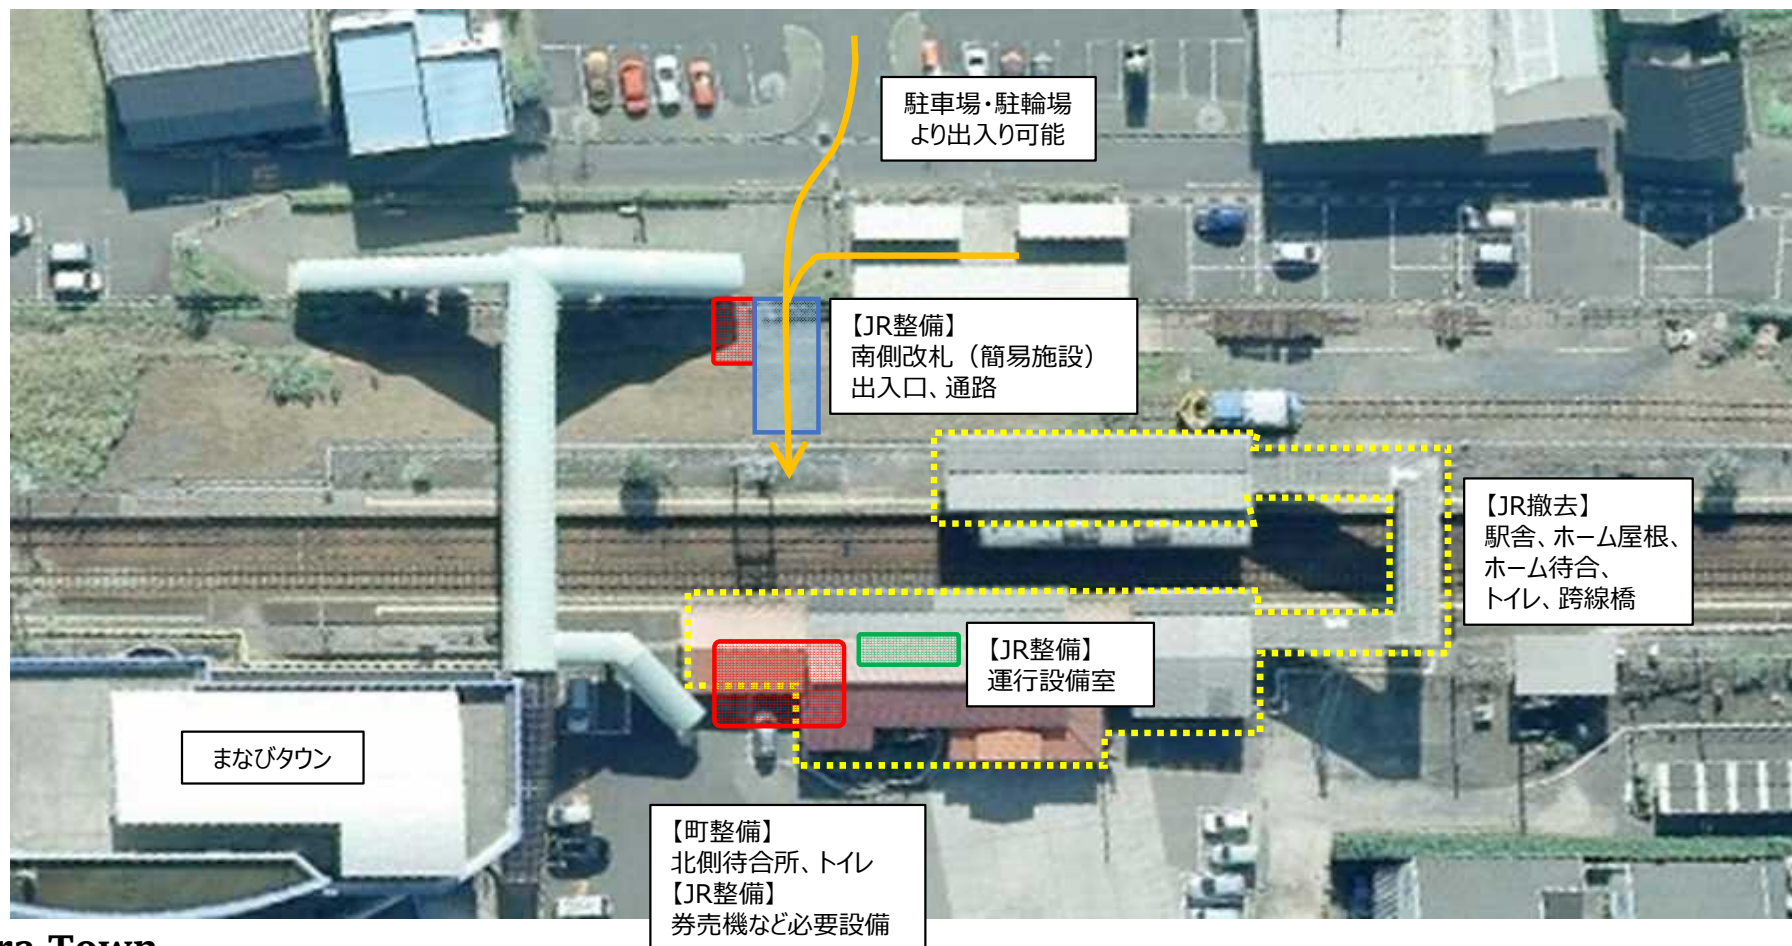 駐車場・駐輪場
より出入り可能
【JR整備】
南側改札（簡易施設）
出入口、通路
【JR撤去】
駅舎、ホーム屋根、
ホーム待合、
トイレ、跨線橋
【JR整備】
運行設備室
まなびタウン
【町整備】
北側待合所、トイレ
【JR整備】
券売機など必要設備